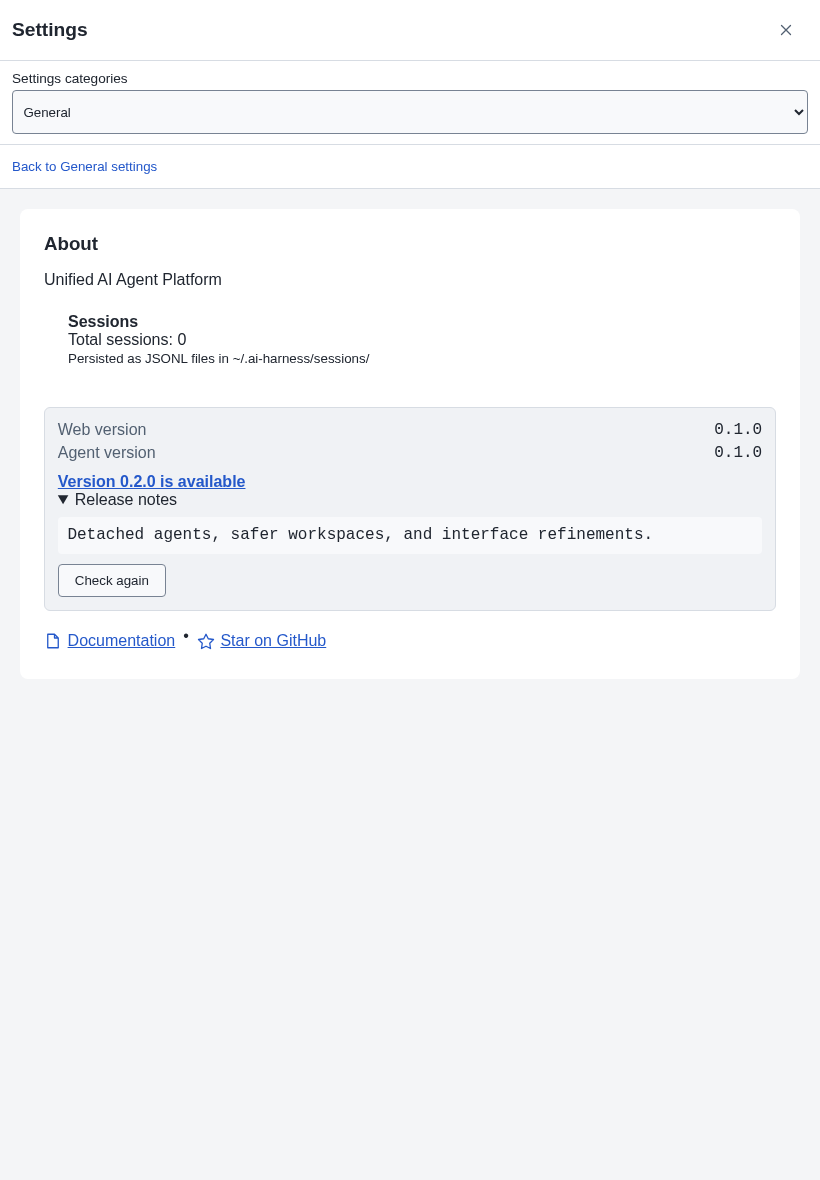 Settings
Settings categories
General
Back to General settings
About
Unified AI Agent Platform
Sessions
Total sessions: 0
Persisted as JSONL files in ~/.ai-harness/sessions/
Web version 0.1.0
Agent version 0.1.0
Version 0.2.0 is available
Release notes
Detached agents, safer workspaces, and interface refinements.
Check again
Documentation • Star on GitHub